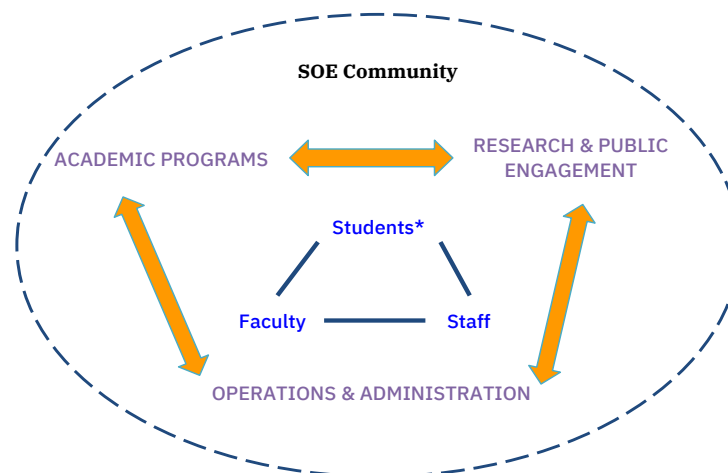 SOE Community
ACADEMIC PROGRAMS
RESEARCH & PUBLIC
ENGAGEMENT
Students*
Faculty
Staff
OPERATIONS & ADMINISTRATION